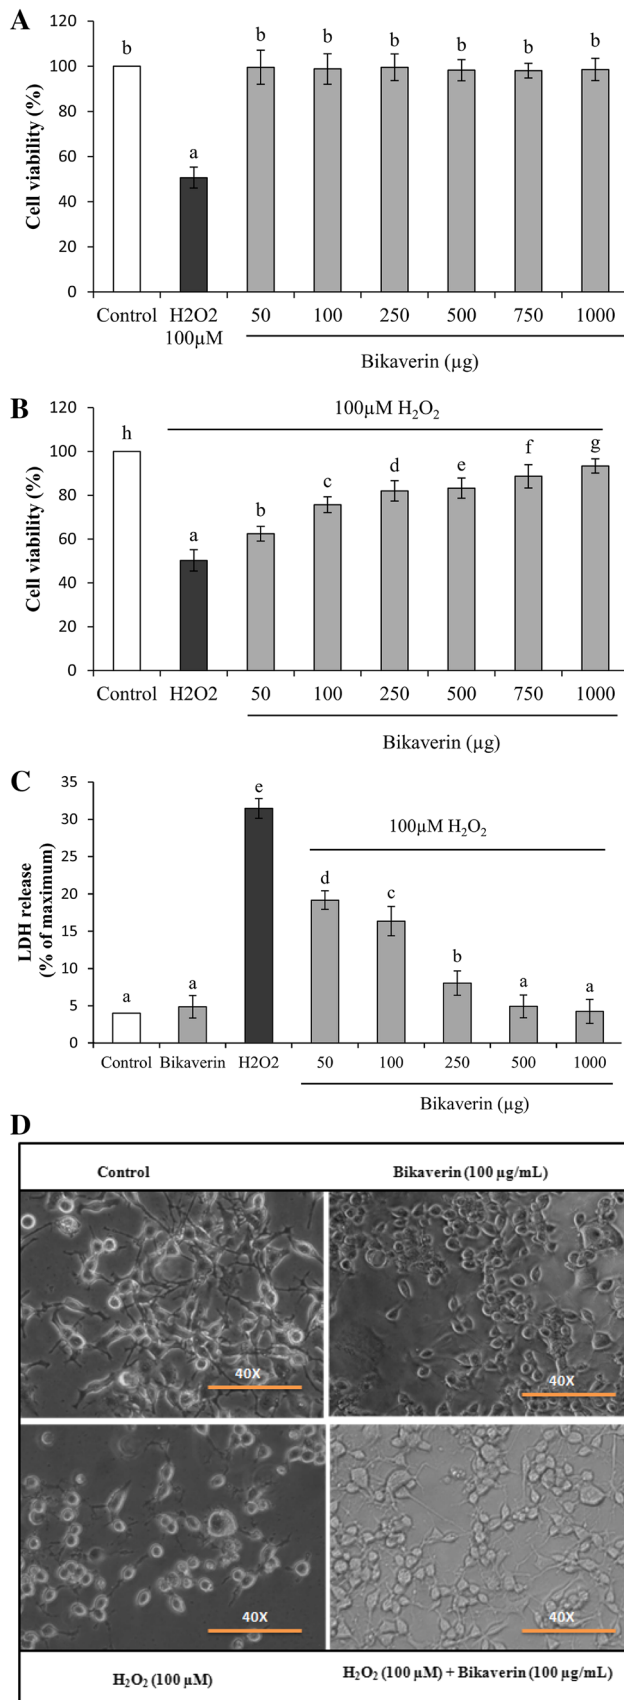 A
120
100
80
60
40
20
0
Cell viability (%)
b a b b b b b b
Control H2O2 50 100 250 500 750 1000
100µM
Bikaverin (µg)
B
120
100
80
60
40
20
0
Cell viability (%)
100µM H₂O₂
h a b c d e f g
Control H2O2 50 100 250 500 750 1000
Bikaverin (µg)
C
35
30
25
20
15
10
5
0
LDH release
(% of maximum)
100µM H₂O₂
a a e d c b a a
Control Bikaverin H2O2 50 100 250 500 1000
Bikaverin (µg)
D
Control Bikaverin (100 µg/mL)
40X 40X
40X 40X
H₂O₂ (100 µM) H₂O₂ (100 µM) + Bikaverin (100 µg/mL)